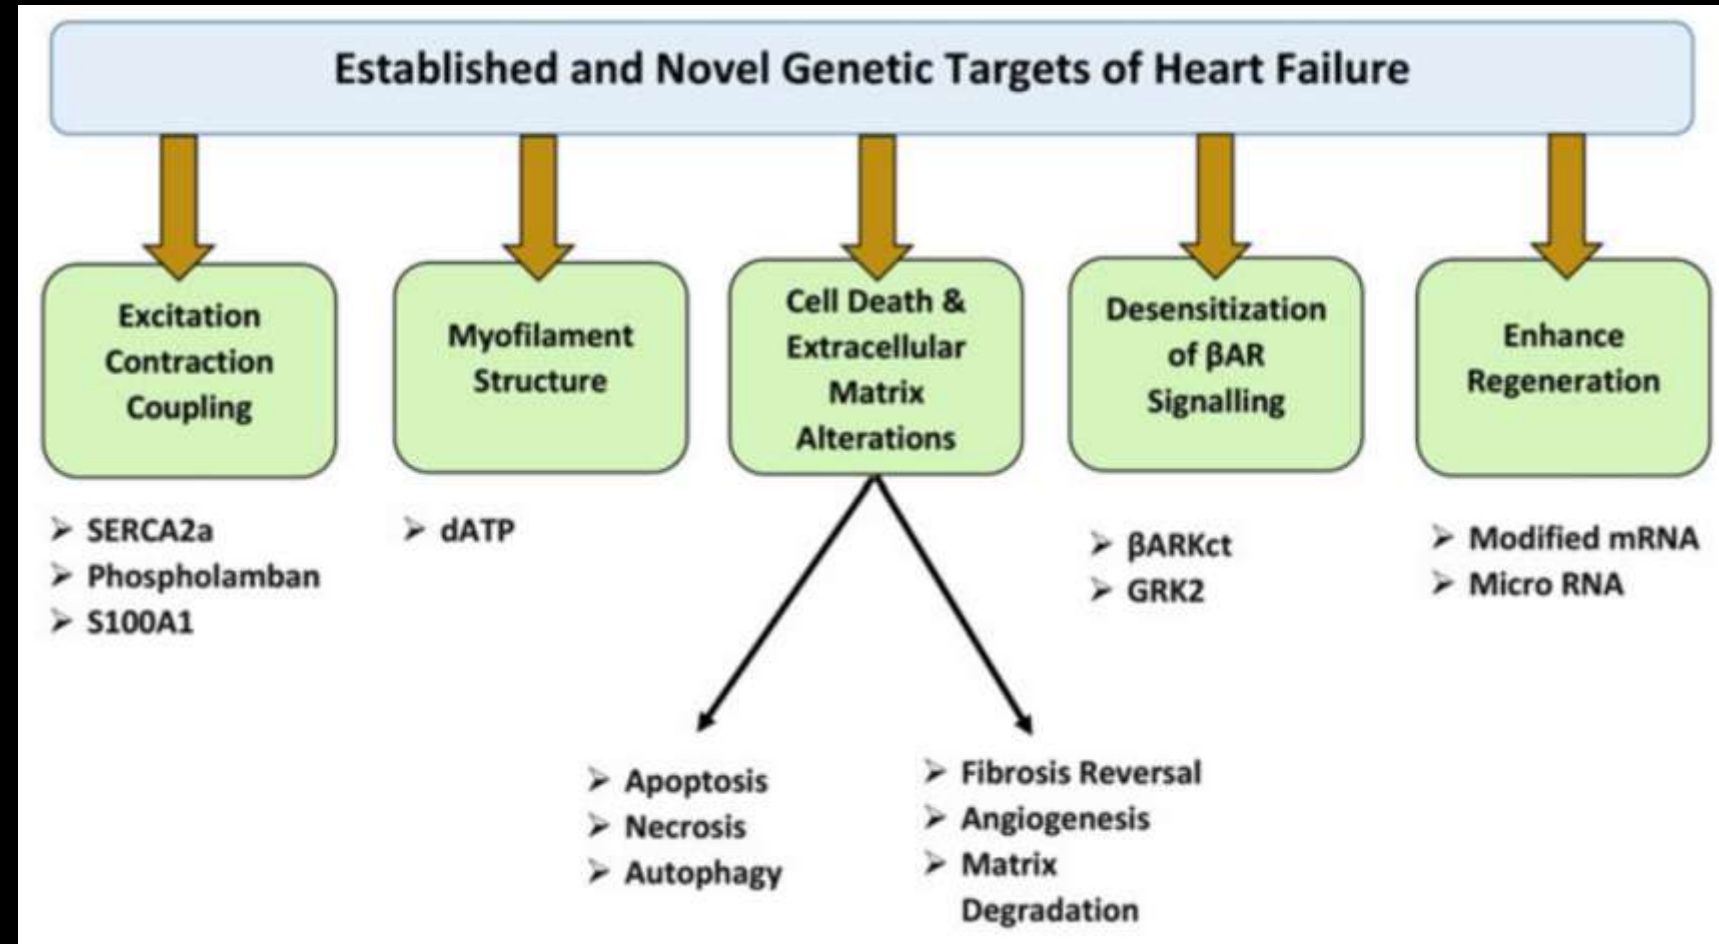 Established and Novel Genetic Targets of Heart Failure
Excitation
Contraction
Coupling
Myofilament
Structure
Cell Death &
Extracellular
Matrix
Alterations
Desensitization
of βAR
Signalling
Enhance
Regeneration
➢ SERCA2a
➢ Phospholamban
➢ S100A1
➢ dATP
➢ βARKct
➢ GRK2
➢ Modified mRNA
➢ Micro RNA
➢ Apoptosis
➢ Necrosis
➢ Autophagy
➢ Fibrosis Reversal
➢ Angiogenesis
➢ Matrix
Degradation